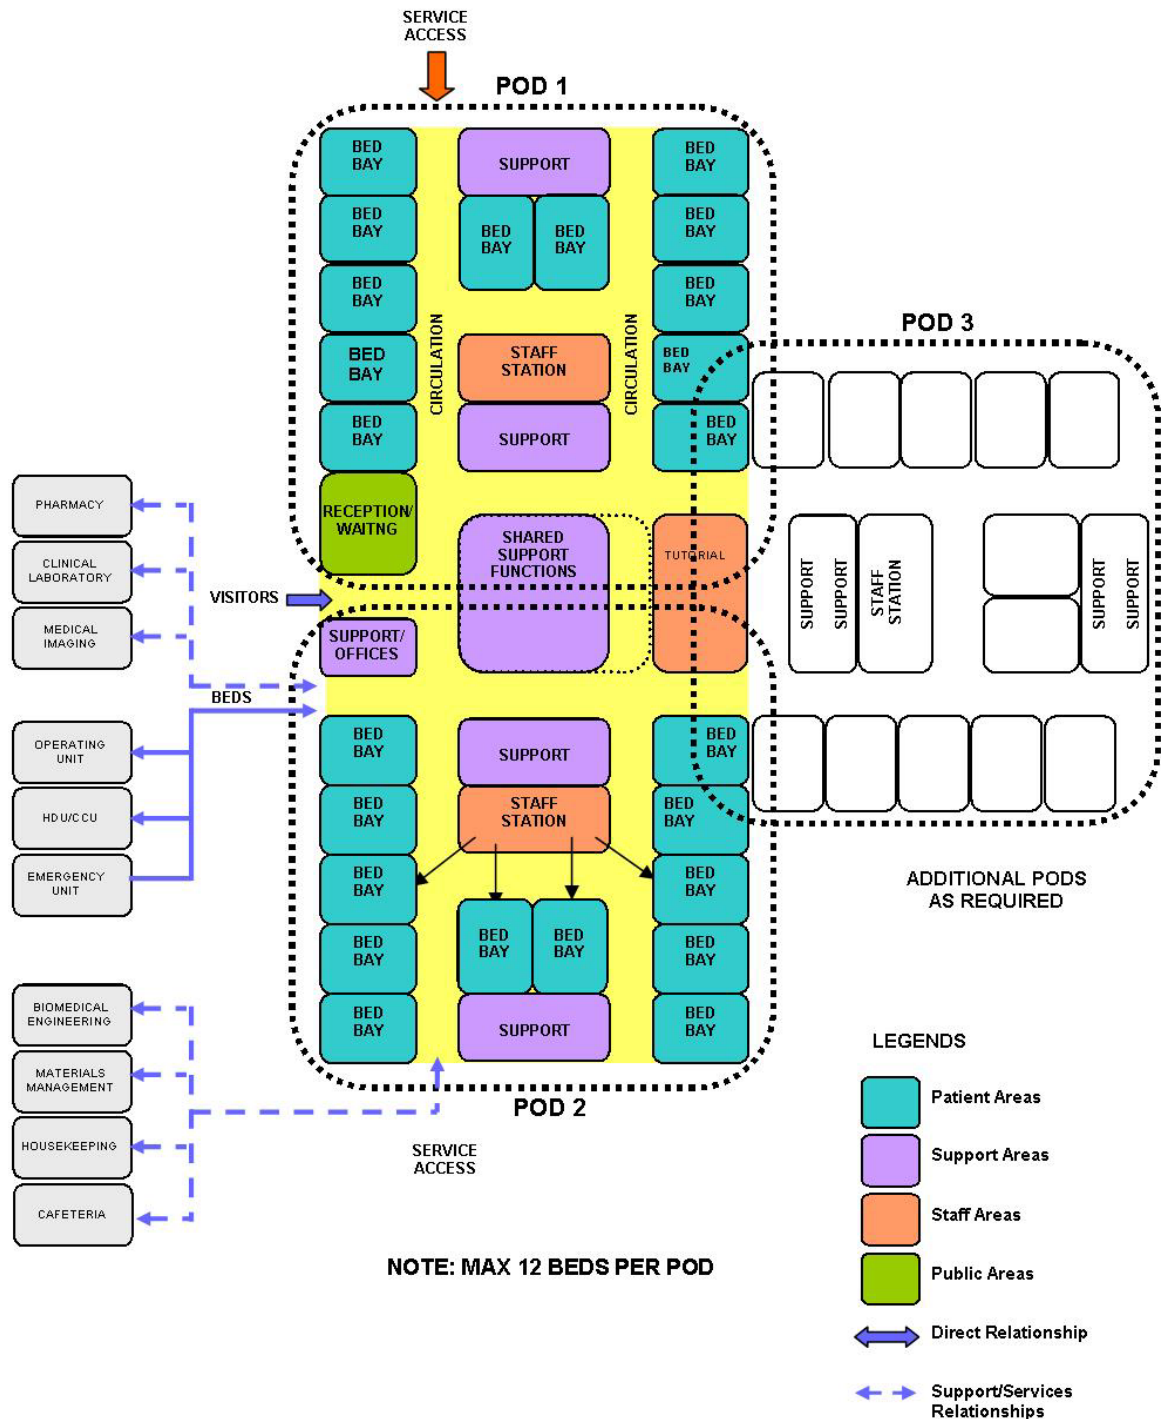 SERVICE
ACCESS
POD 1
BED
BAY
SUPPORT
BED
BAY
BED
BAY
BED
BAY
BED
BAY
BED
BAY
BED
BAY
BED
BAY
CIRCULATION
CIRCULATION
POD 3
BED
BAY
STAFF
STATION
BED
BAY
BED
BAY
SUPPORT
BED
BAY
RECEPTION/
WAITNG
SHARED
SUPPORT
FUNCTIONS
TUTORIAL
SUPPORT
SUPPORT
STAFF
STATION
SUPPORT
SUPPORT
PHARMACY
CLINICAL
LABORATORY
MEDICAL
IMAGING
VISITORS
SUPPORT/
OFFICES
BEDS
OPERATING
UNIT
HDU/CCU
EMERGENCY
UNIT
BED
BAY
SUPPORT
BED
BAY
BED
BAY
STAFF
STATION
BED
BAY
BED
BAY
BED
BAY
BED
BAY
BED
BAY
BED
BAY
BED
BAY
BED
BAY
SUPPORT
BED
BAY
ADDITIONAL PODS
AS REQUIRED
BIOMEDICAL
ENGINEERING
MATERIALS
MANAGEMENT
HOUSEKEEPING
CAFETERIA
POD 2
SERVICE
ACCESS
NOTE: MAX 12 BEDS PER POD
LEGENDS
Patient Areas
Support Areas
Staff Areas
Public Areas
Direct Relationship
Support/Services
Relationships